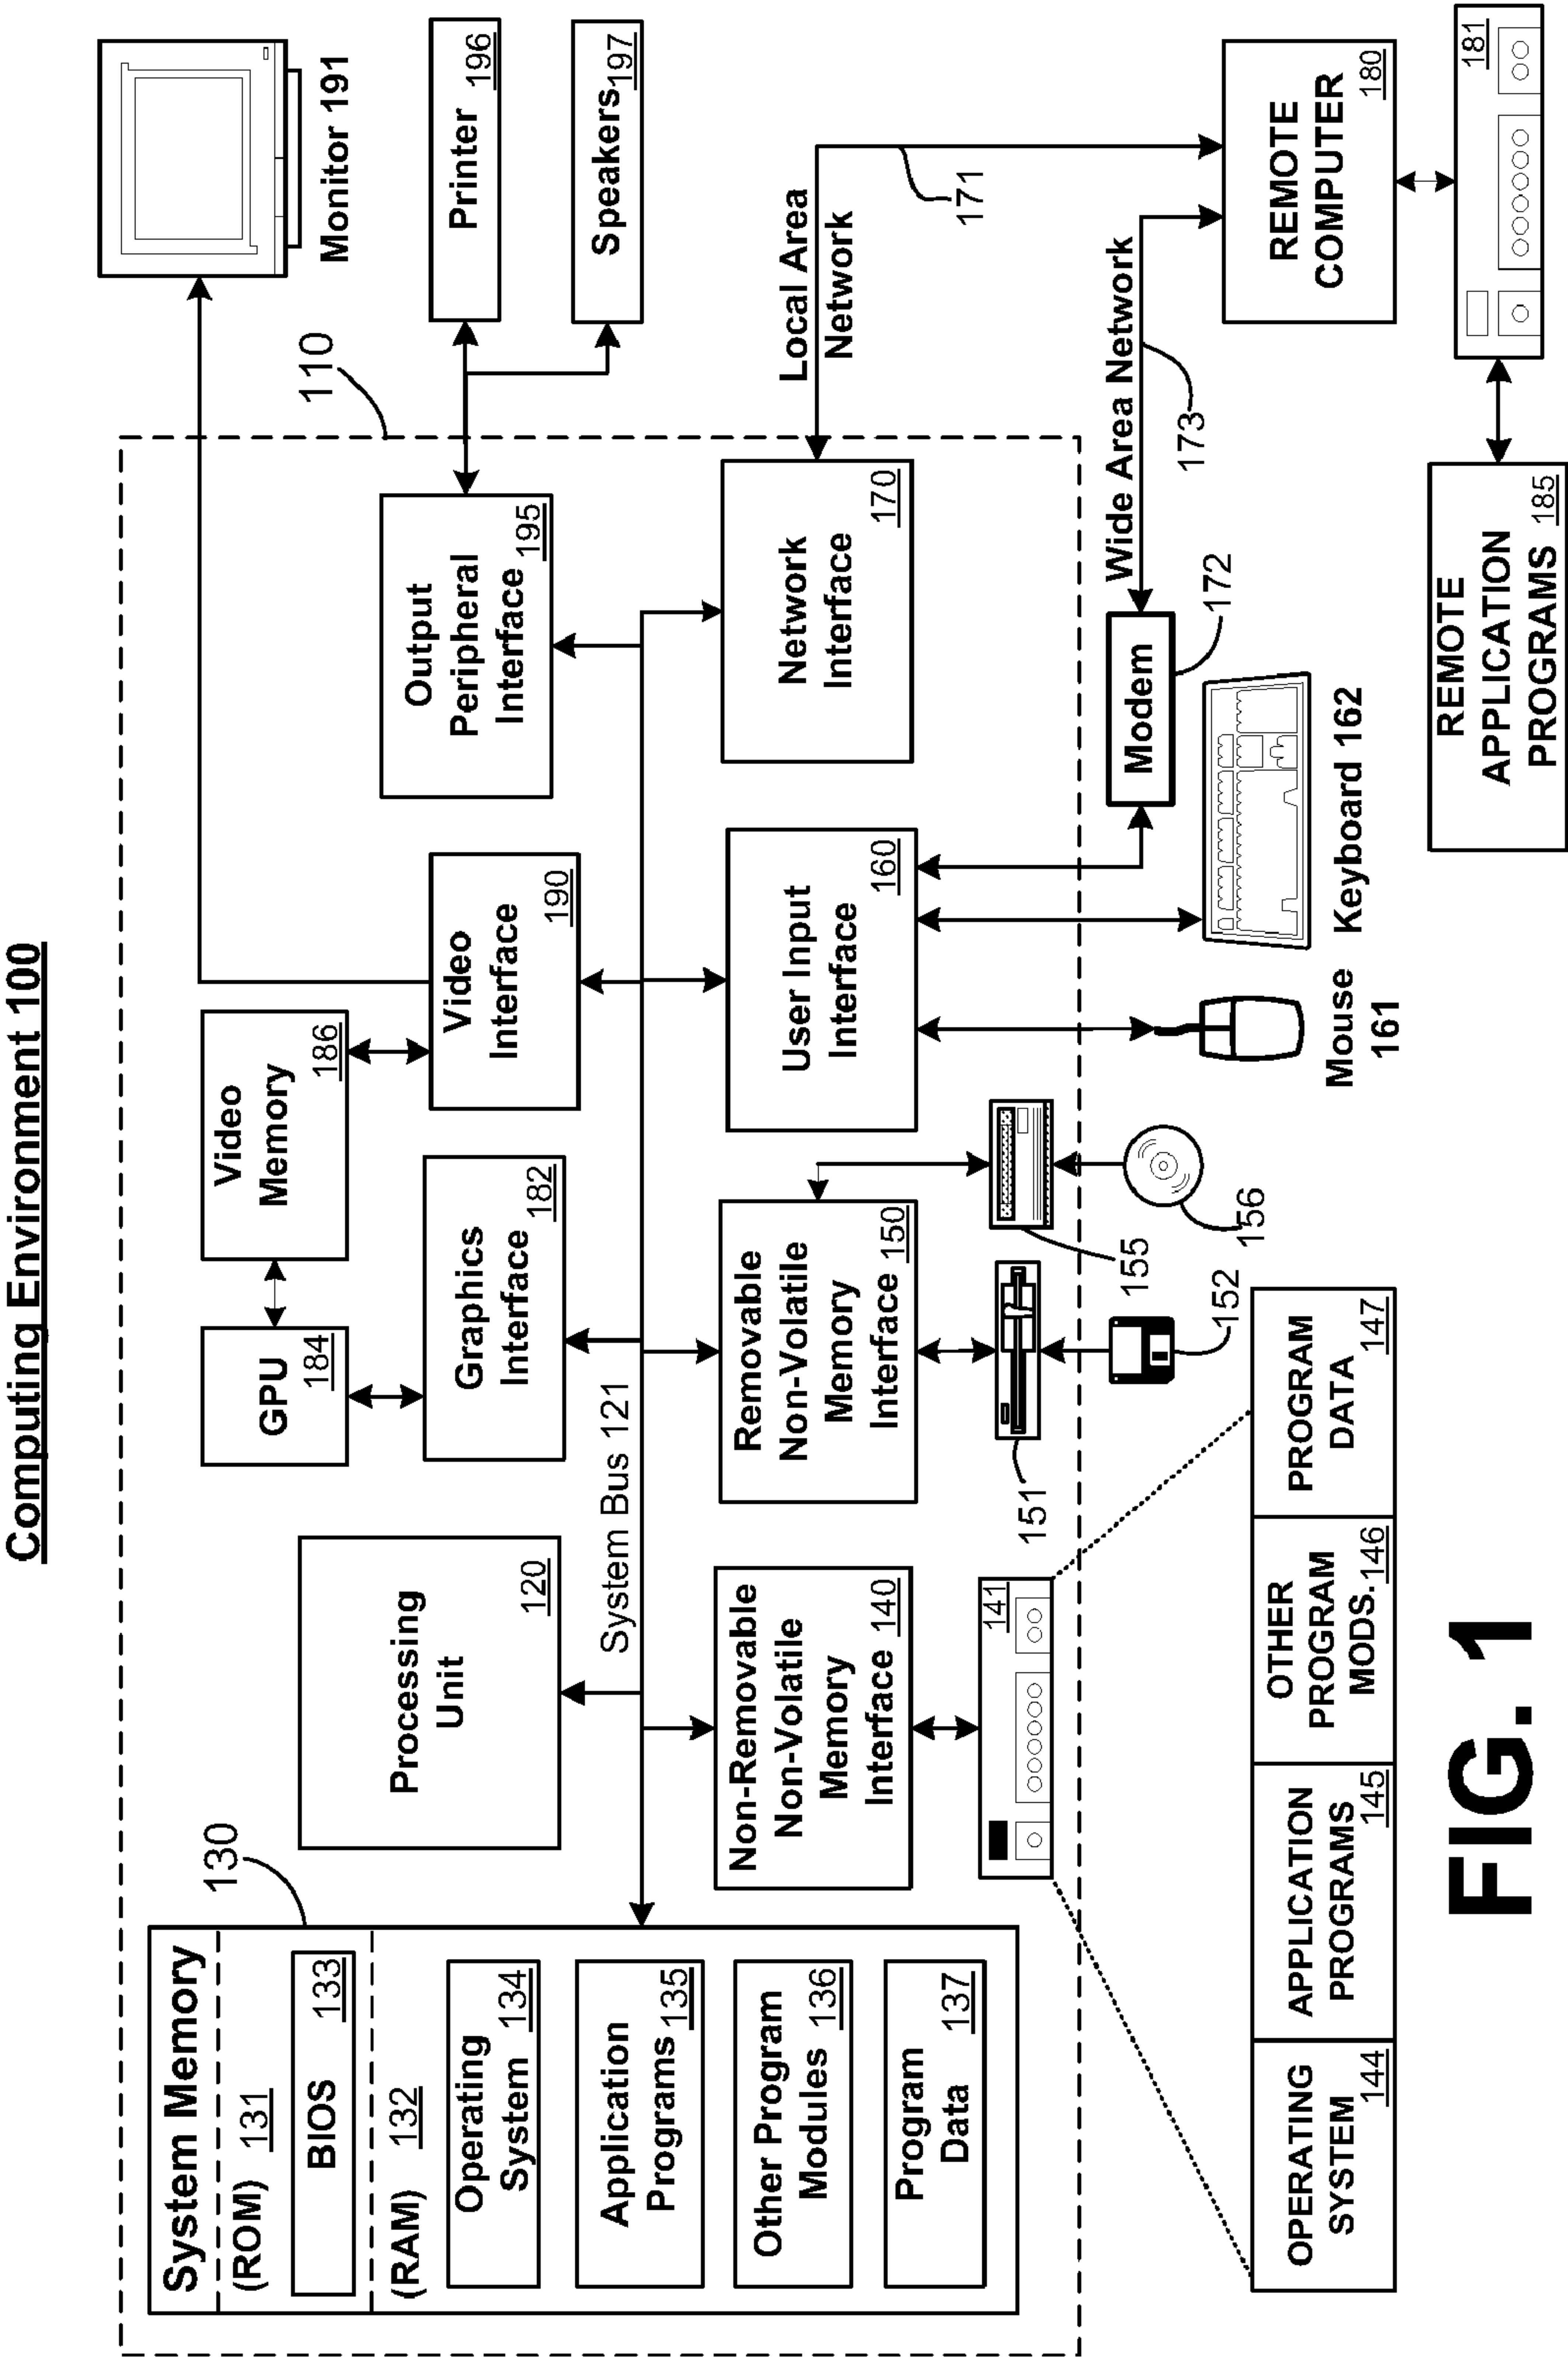 Computing Environment 100
System Memory
(ROM) 131
BIOS 133
(RAM) 132
Operating
System 134
Application
Programs 135
Other Program
Modules 136
Program
Data 137
130
Processing
Unit
120
System Bus 121
GPU
184
Video
Memory
186
Graphics
Interface
182
Video
Interface
190
Output
Peripheral
Interface 195
110
Monitor 191
Printer 196
Speakers 197
Non-Removable
Non-Volatile
Memory
Interface 140
Removable
Non-Volatile
Memory
Interface 150
User Input
Interface
160
Network
Interface
170
Local Area
Network
171
Wide Area Network
173
Modem
172
141
151
152
155
156
Mouse
161
Keyboard 162
REMOTE
COMPUTER
180
181
REMOTE
APPLICATION
PROGRAMS 185
OPERATING
SYSTEM 144
APPLICATION
PROGRAMS 145
OTHER
PROGRAM
MODS. 146
PROGRAM
DATA 147
FIG. 1